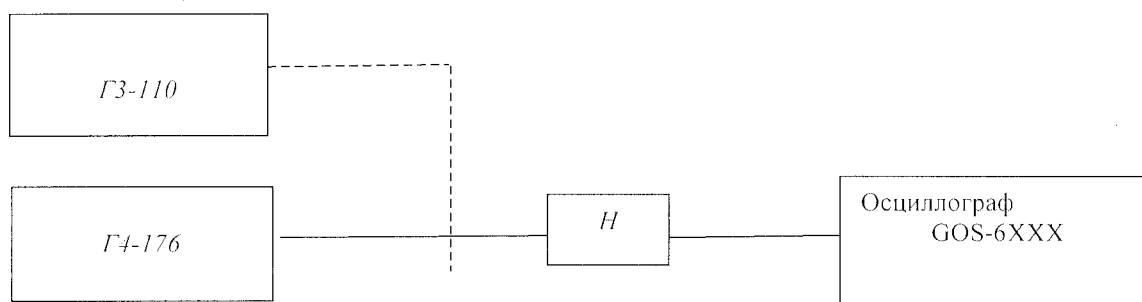 Г3-110
Г4-176
Н
Осциллограф
GOS-6XXX